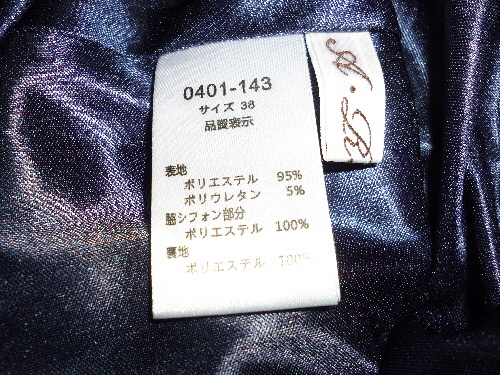 0401-143
サイズ 38
品質表示
表地
ポリエステル 95%
ポリウレタン 5%
脇シフォン部分
ポリエステル 100%
裏地
ポリエステル 100%